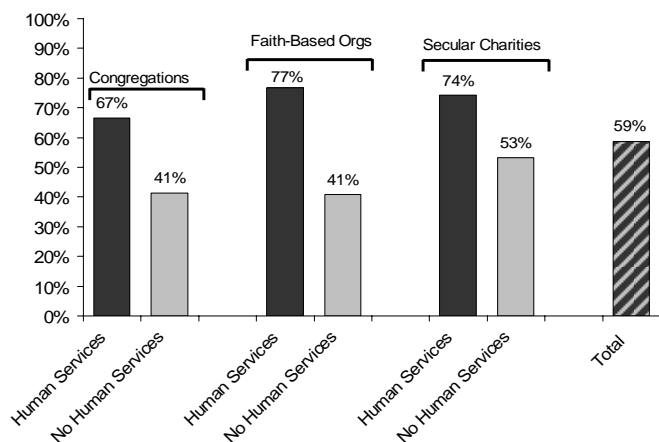 100%
90%
80%
70%
60%
50%
40%
30%
20%
10%
0%
Congregations
Faith-Based Orgs
Secular Charities
67%
41%
77%
41%
74%
53%
59%
Human Services
No Human Services
Human Services
No Human Services
Human Services
No Human Services
Total